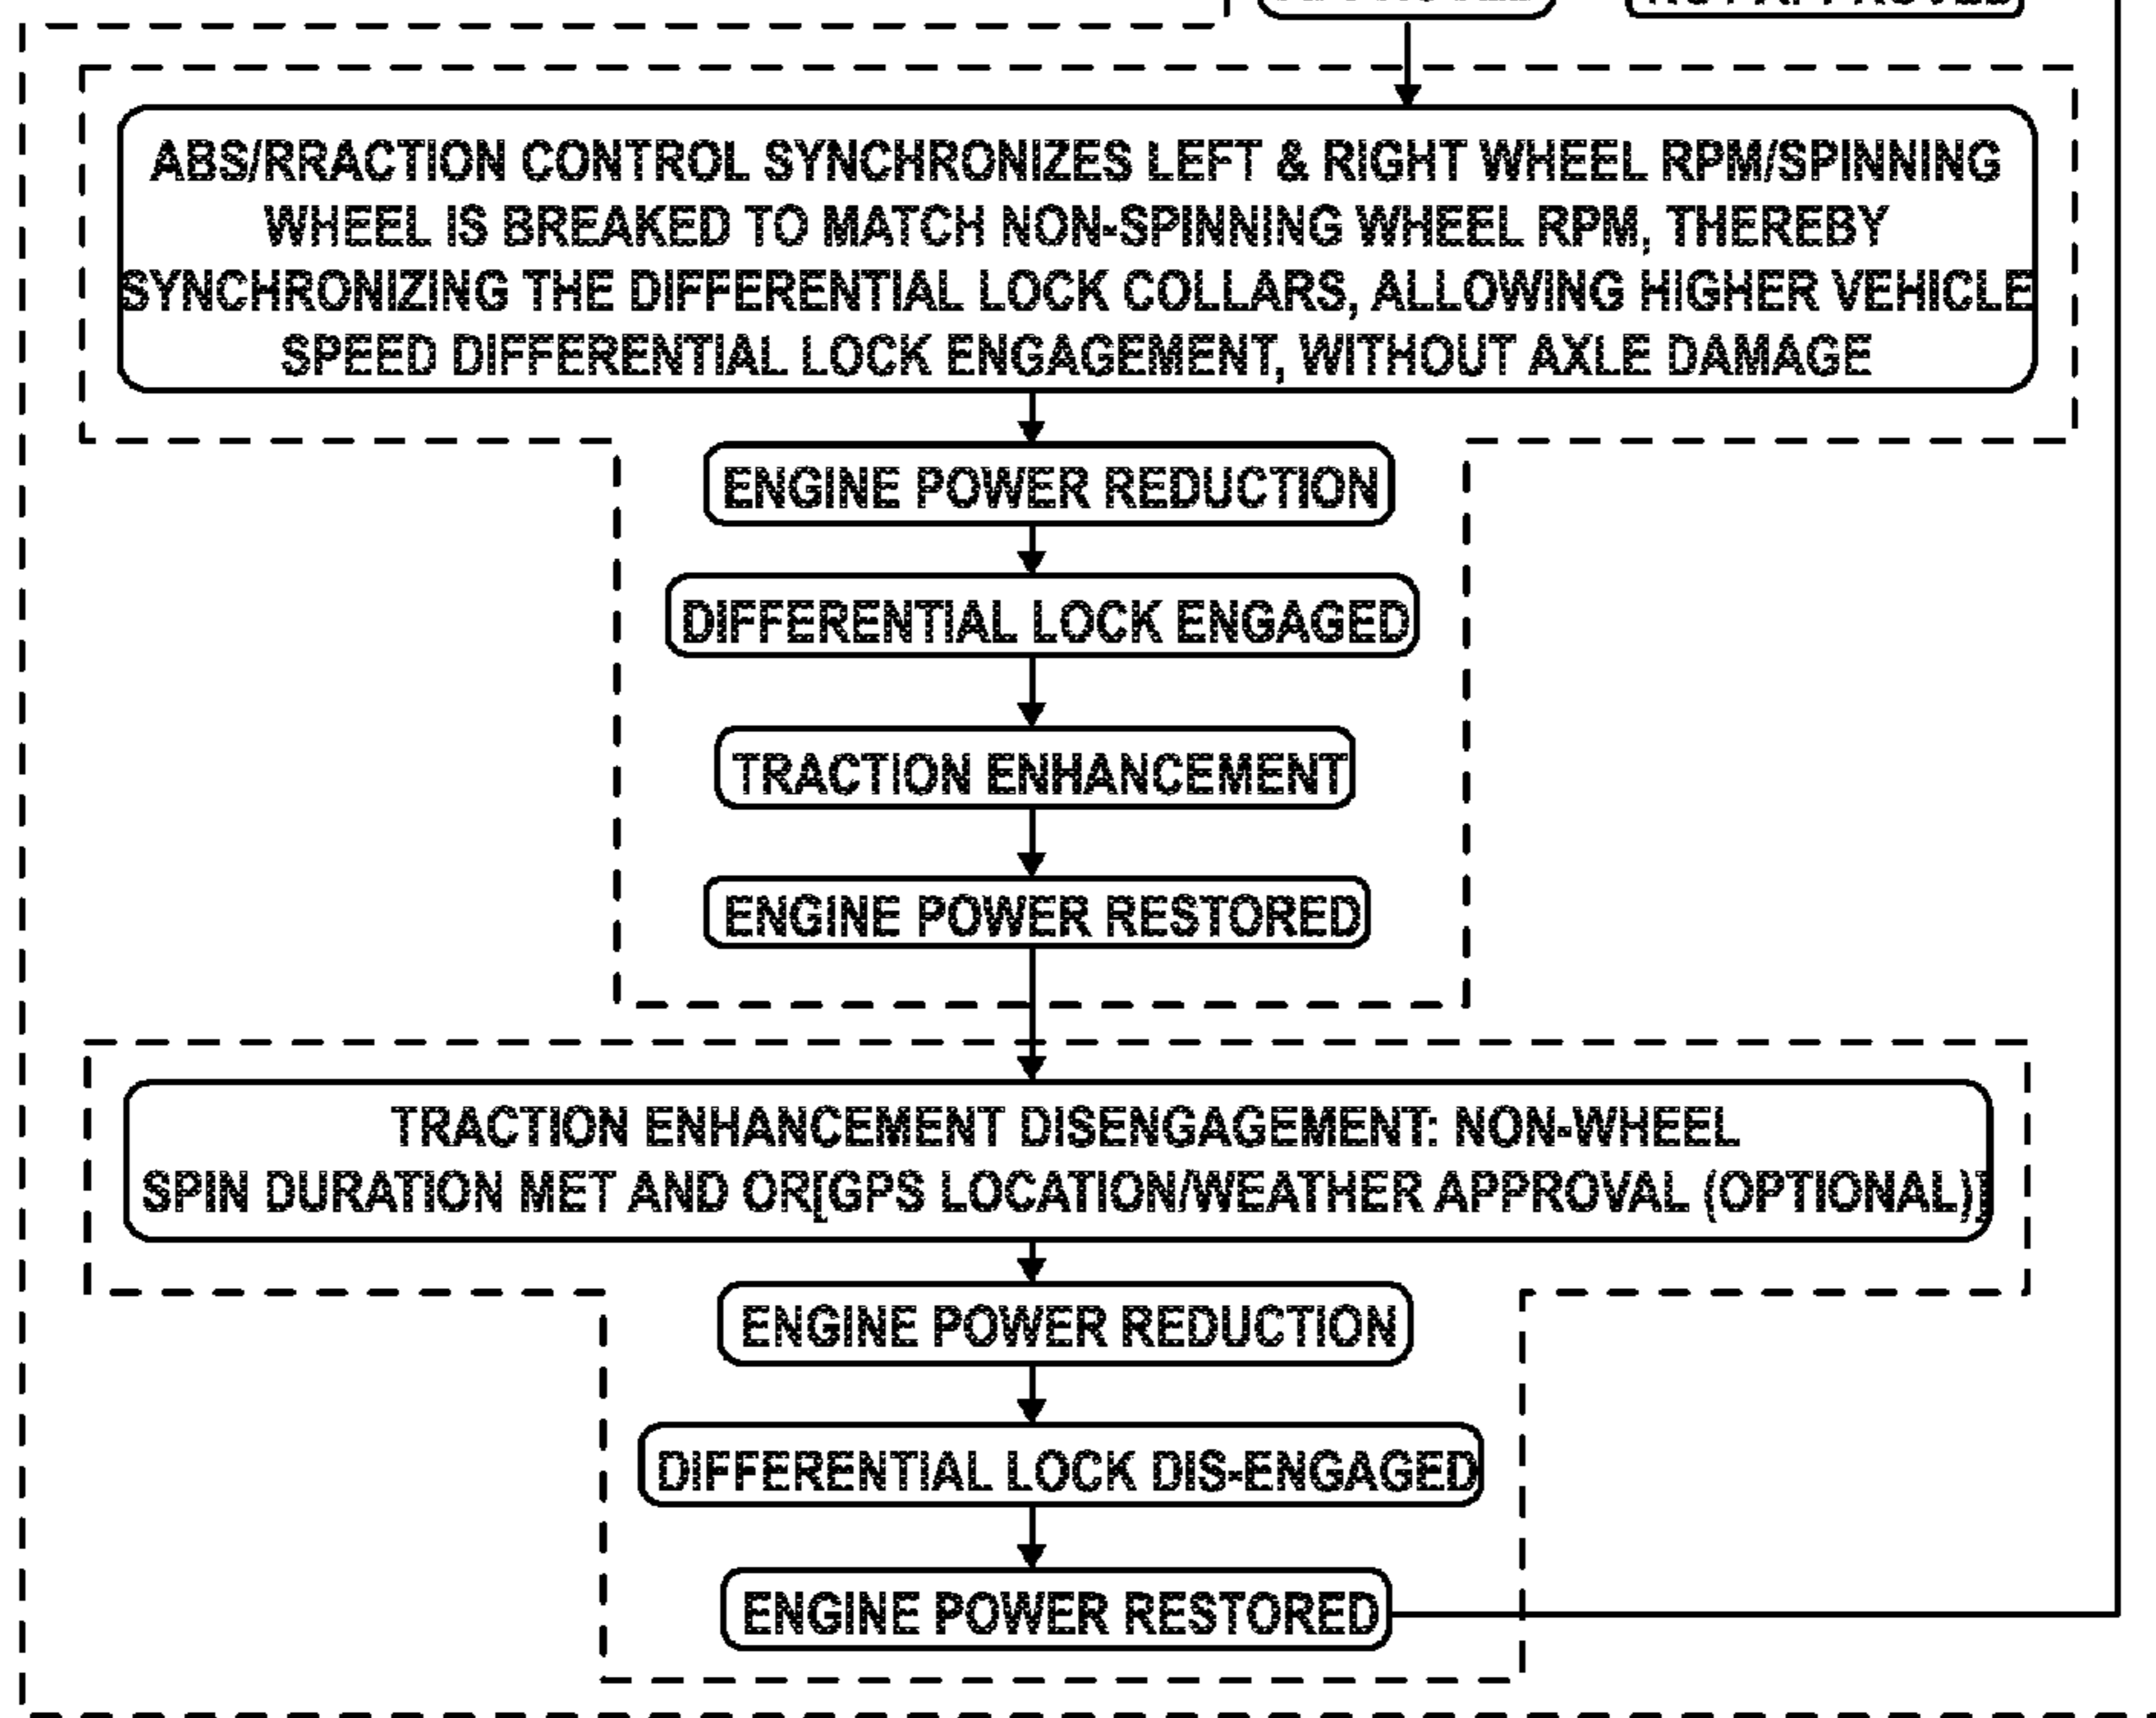 ABS/RRACTION CONTROL SYNCHRONIZES LEFT & RIGHT WHEEL RPM/SPINNING
WHEEL IS BREAKED TO MATCH NON-SPINNING WHEEL RPM, THEREBY
SYNCHRONIZING THE DIFFERENTIAL LOCK COLLARS, ALLOWING HIGHER VEHICLE
SPEED DIFFERENTIAL LOCK ENGAGEMENT, WITHOUT AXLE DAMAGE
ENGINE POWER REDUCTION
DIFFERENTIAL LOCK ENGAGED
TRACTION ENHANCEMENT
ENGINE POWER RESTORED
TRACTION ENHANCEMENT DISENGAGEMENT: NON-WHEEL
SPIN DURATION MET AND OR[GPS LOCATION/WEATHER APPROVAL (OPTIONAL)]
ENGINE POWER REDUCTION
DIFFERENTIAL LOCK DIS-ENGAGED
ENGINE POWER RESTORED